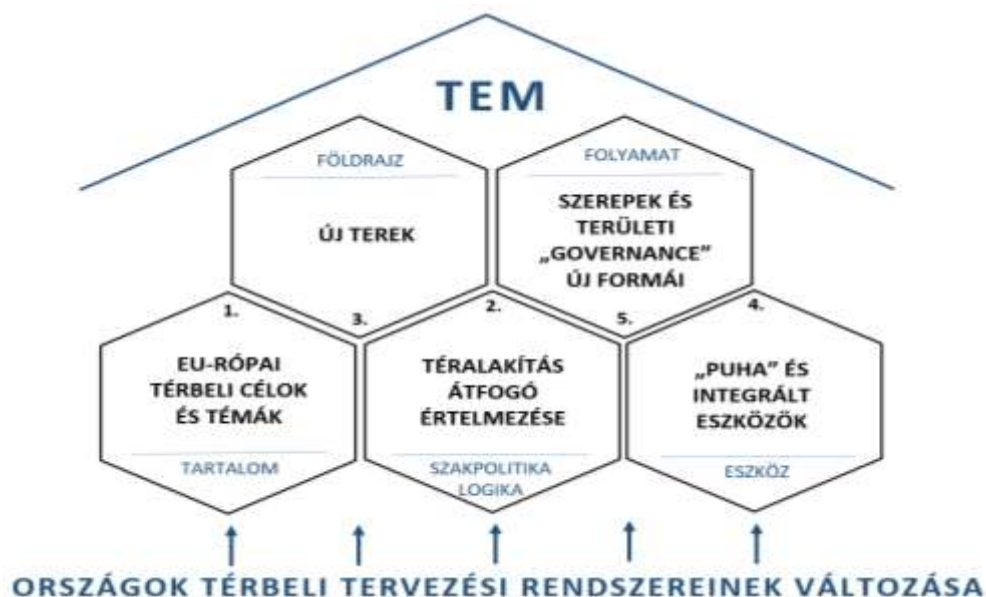 TEM
FÖLDRAJZ
ÚJ TEREK
3.
FOLYAMAT
SZEREPEK ÉS
TERÜLETI
„GOVERNANCE”
ÚJ FORMÁI
5.
1.
EU-RÓPAI
TÉRBELI CÉLOK
ÉS TÉMÁK
TARTALOM
2.
TÉRALAKÍTÁS
ÁTFOGÓ
ÉRTELMEZÉSE
SZAKPOLITIKA
LOGIKA
4.
„PUHA” ÉS
INTEGRÁLT
ESZKÖZÖK
ESZKÖZ
ORSZÁGOK TÉRBELI TERVEZÉSI RENDSZEREINEK VÁLTOZÁSA